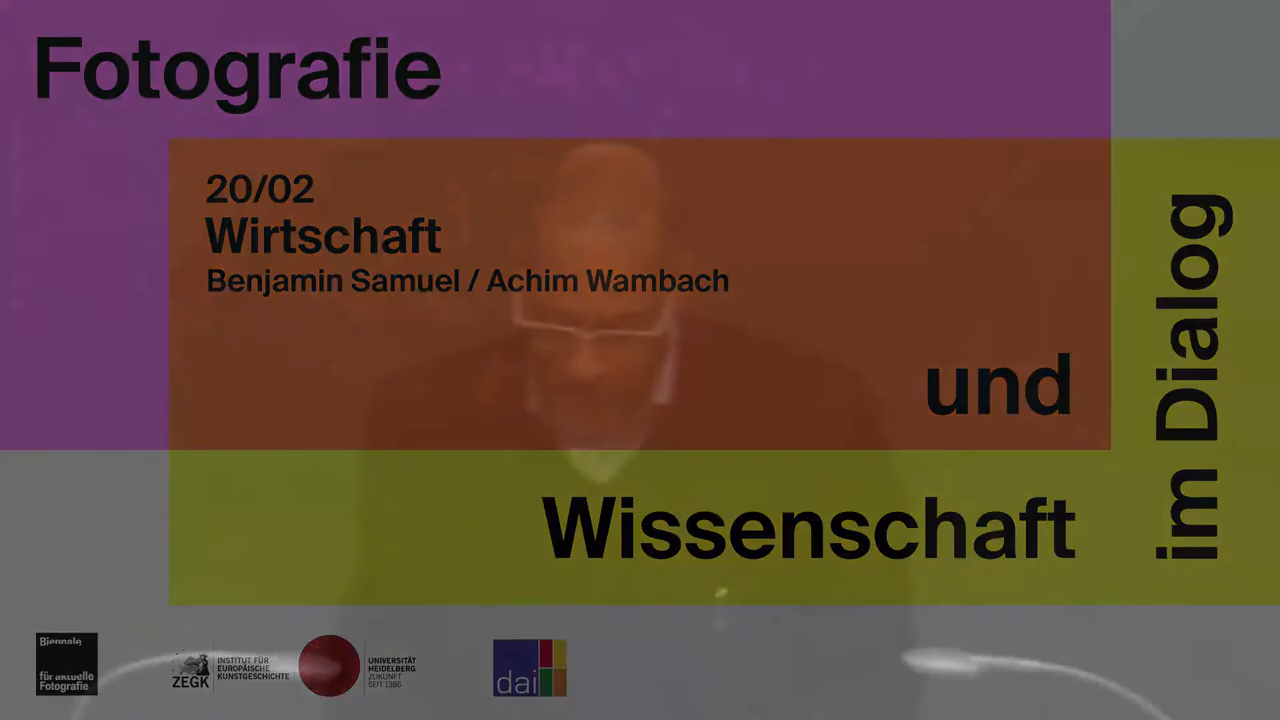 Fotografie
20/02
Wirtschaft
Benjamin Samuel / Achim Wambach
und
Wissenschaft
im Dialog
Biennale
für aktuelle
Fotografie
ZEGK
INSTITUT FÜR
EUROPÄISCHE
KUNSTGESCHICHTE
UNIVERSITÄT
HEIDELBERG
ZUKUNFT
SEIT 1386
dai